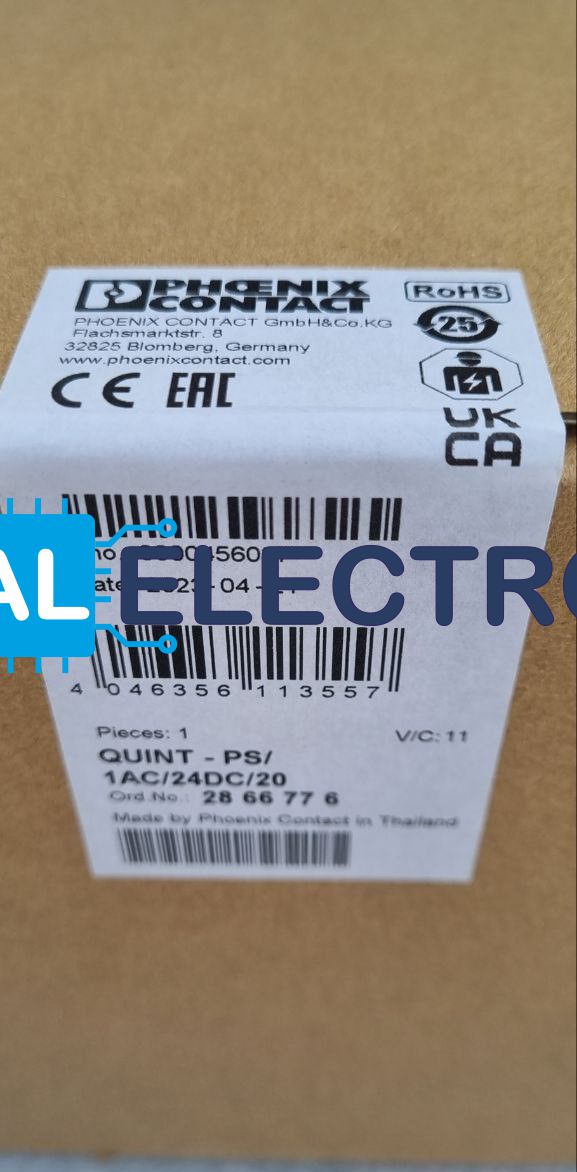 PHOENIX
CONTACT
RoHS
PHOENIX CONTACT GmbH&Co.KG
25
Flachsmarktstr. 8
32825 Blomberg, Germany
www.phoenixcontact.com
CE EAC
UK
CA
AL ELECTRO
4 046356 113557
Pieces: 1
V/C: 11
QUINT - PS/
1AC/24DC/20
Ord.No.: 28 66 77 6
Made by Phoenix Contact in Thailand